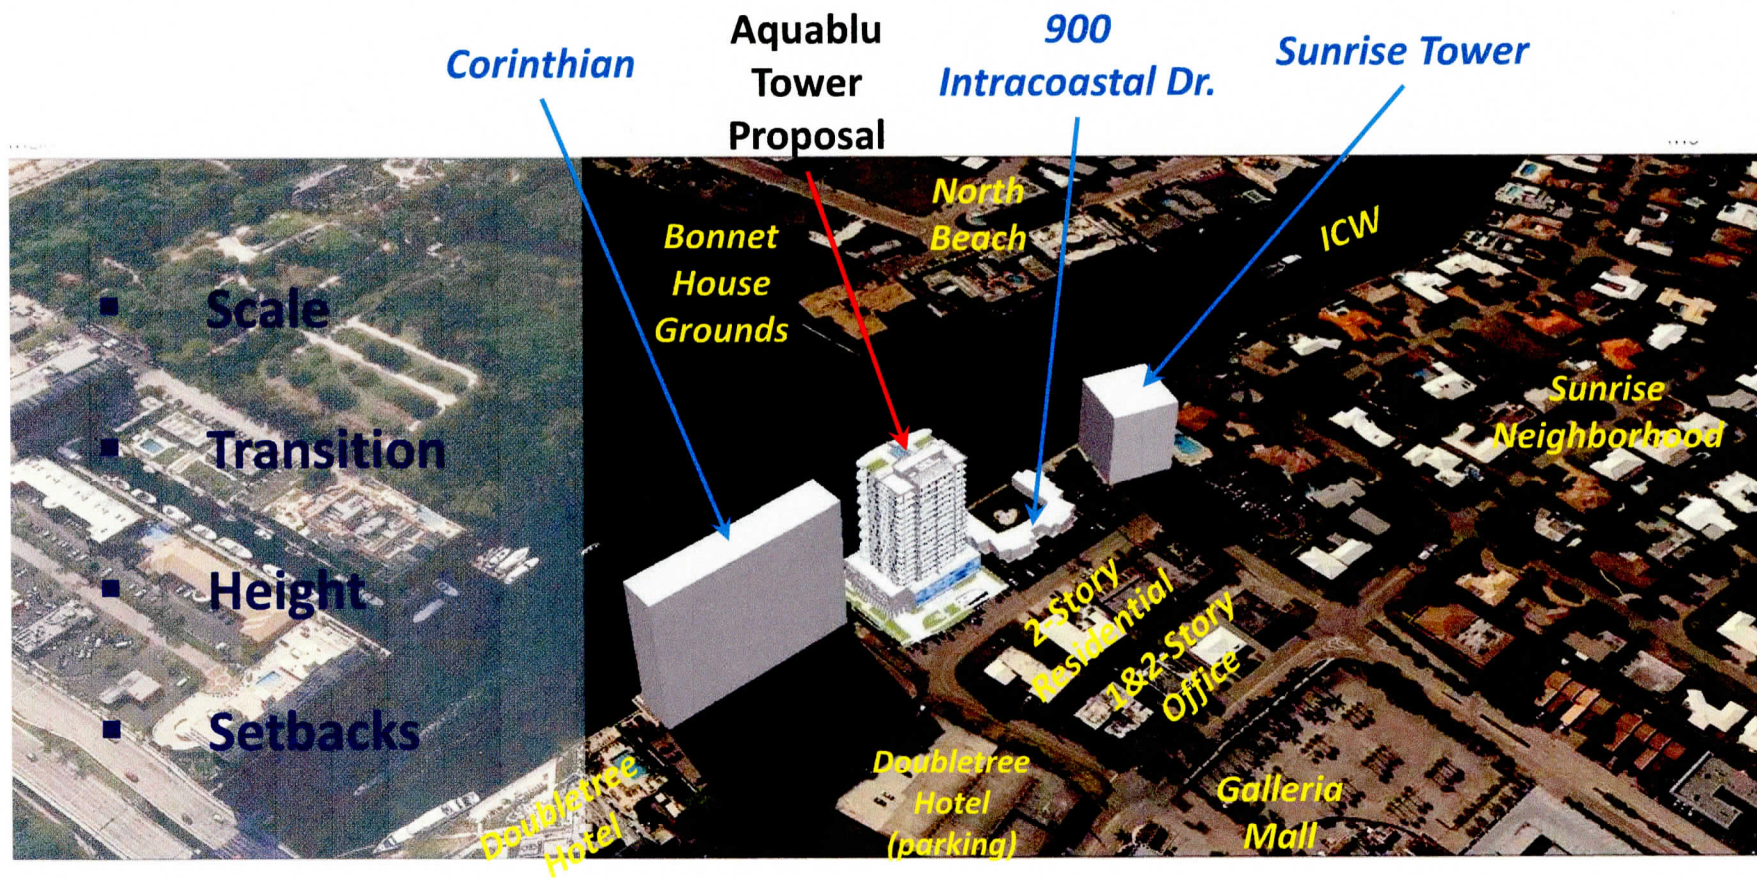 Corinthian
Aquablu
Tower
Proposal
900
Intracoastal Dr.
Sunrise Tower
North
Beach
ICW
Bonnet
House
Grounds
▪ Scale
▪ Transition
▪ Height
▪ Setbacks
Sunrise
Neighborhood
2-Story
Residential
1&2-Story
Office
Doubletree
Hotel
Doubletree
Hotel
(parking)
Galleria
Mall